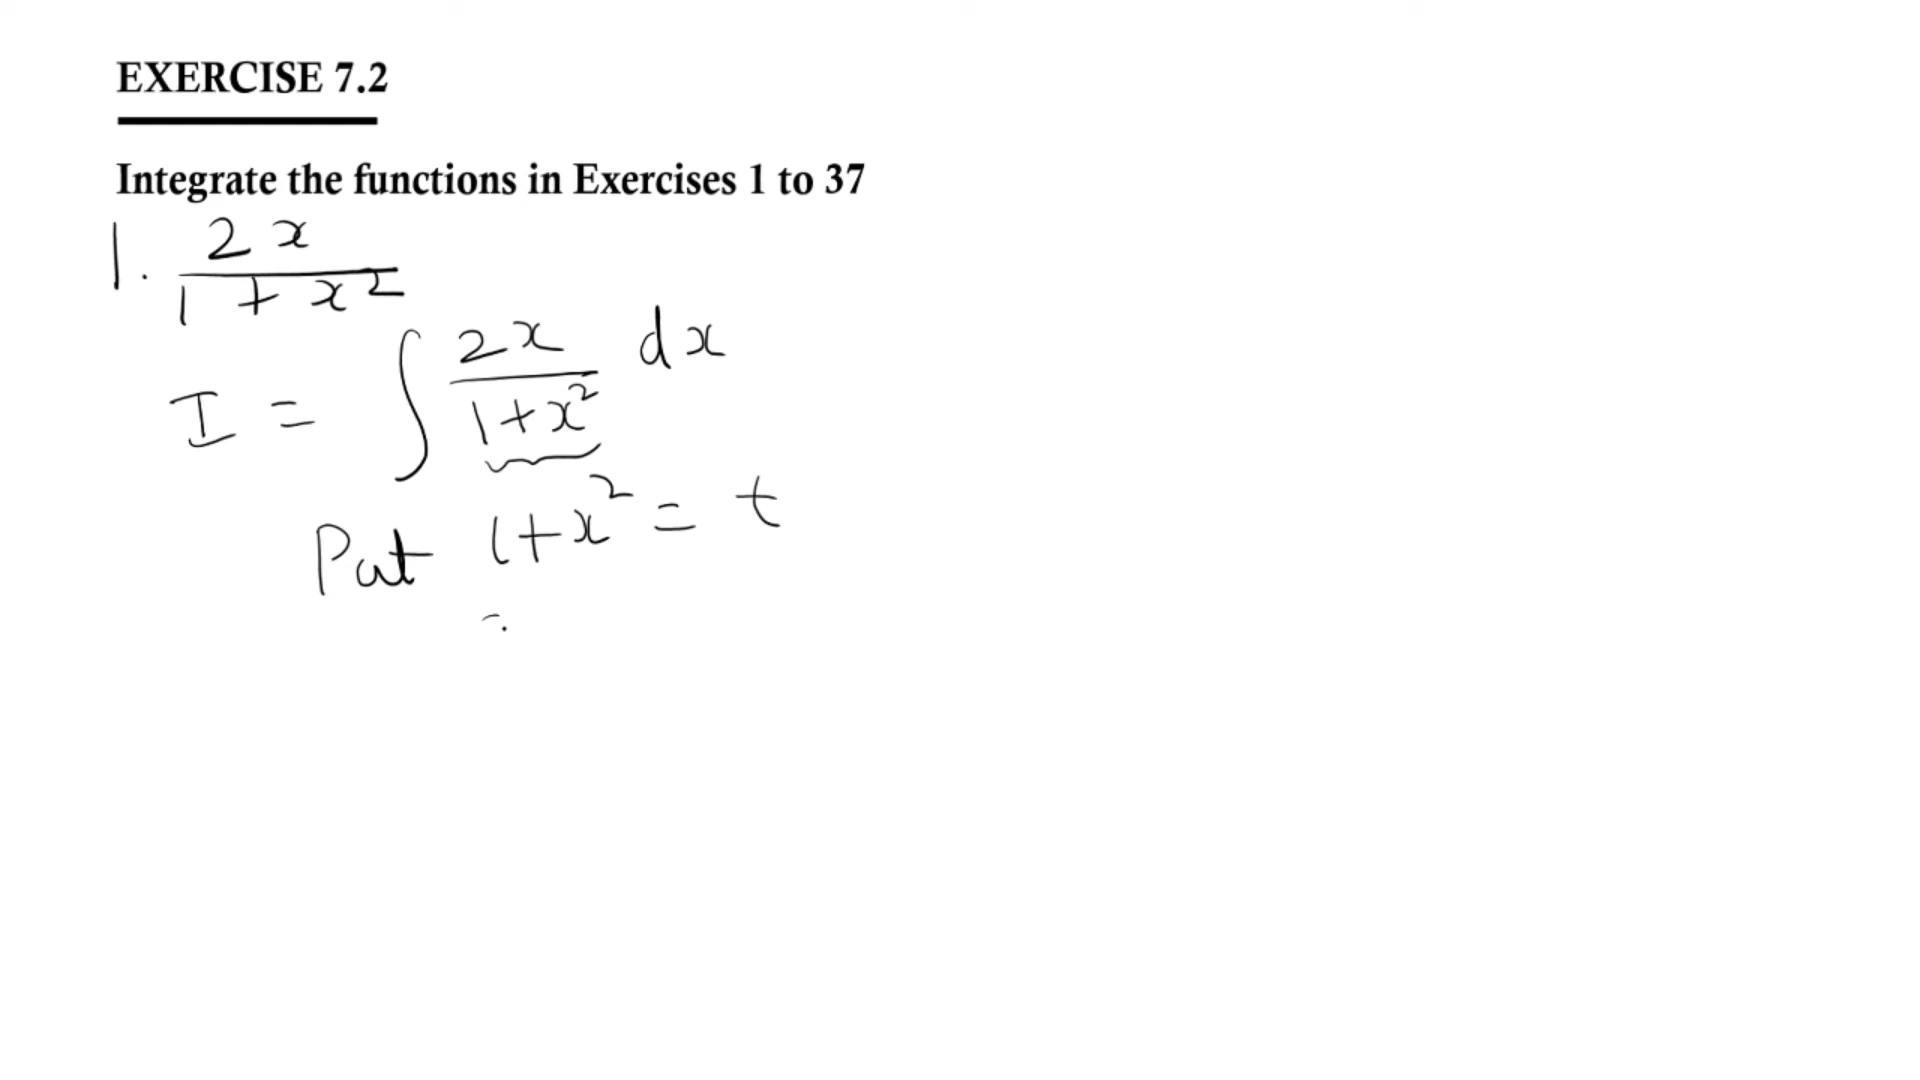 EXERCISE 7.2
Integrate the functions in Exercises 1 to 37
1. 2x / 1 + x²
I = ∫ 2x / 1+x² dx
Put 1+x² = t